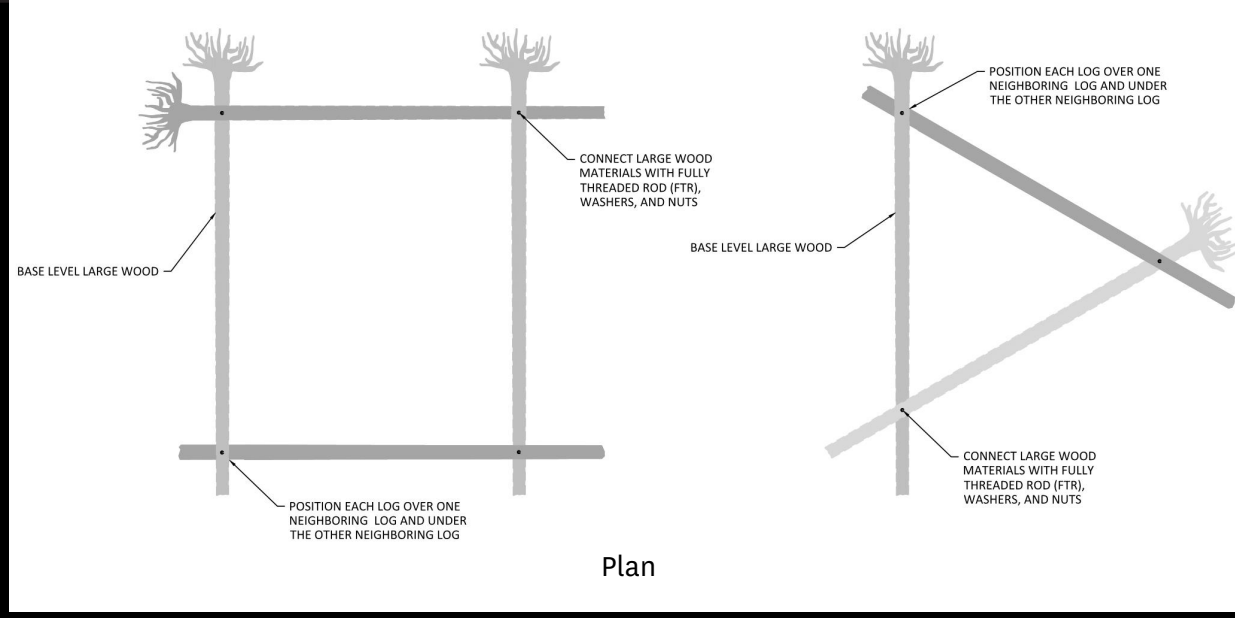 CONNECT LARGE WOOD
MATERIALS WITH FULLY
THREADED ROD (FTR),
WASHERS, AND NUTS
BASE LEVEL LARGE WOOD
POSITION EACH LOG OVER ONE
NEIGHBORING LOG AND UNDER
THE OTHER NEIGHBORING LOG
POSITION EACH LOG OVER ONE
NEIGHBORING LOG AND UNDER
THE OTHER NEIGHBORING LOG
BASE LEVEL LARGE WOOD
CONNECT LARGE WOOD
MATERIALS WITH FULLY
THREADED ROD (FTR),
WASHERS, AND NUTS
Plan